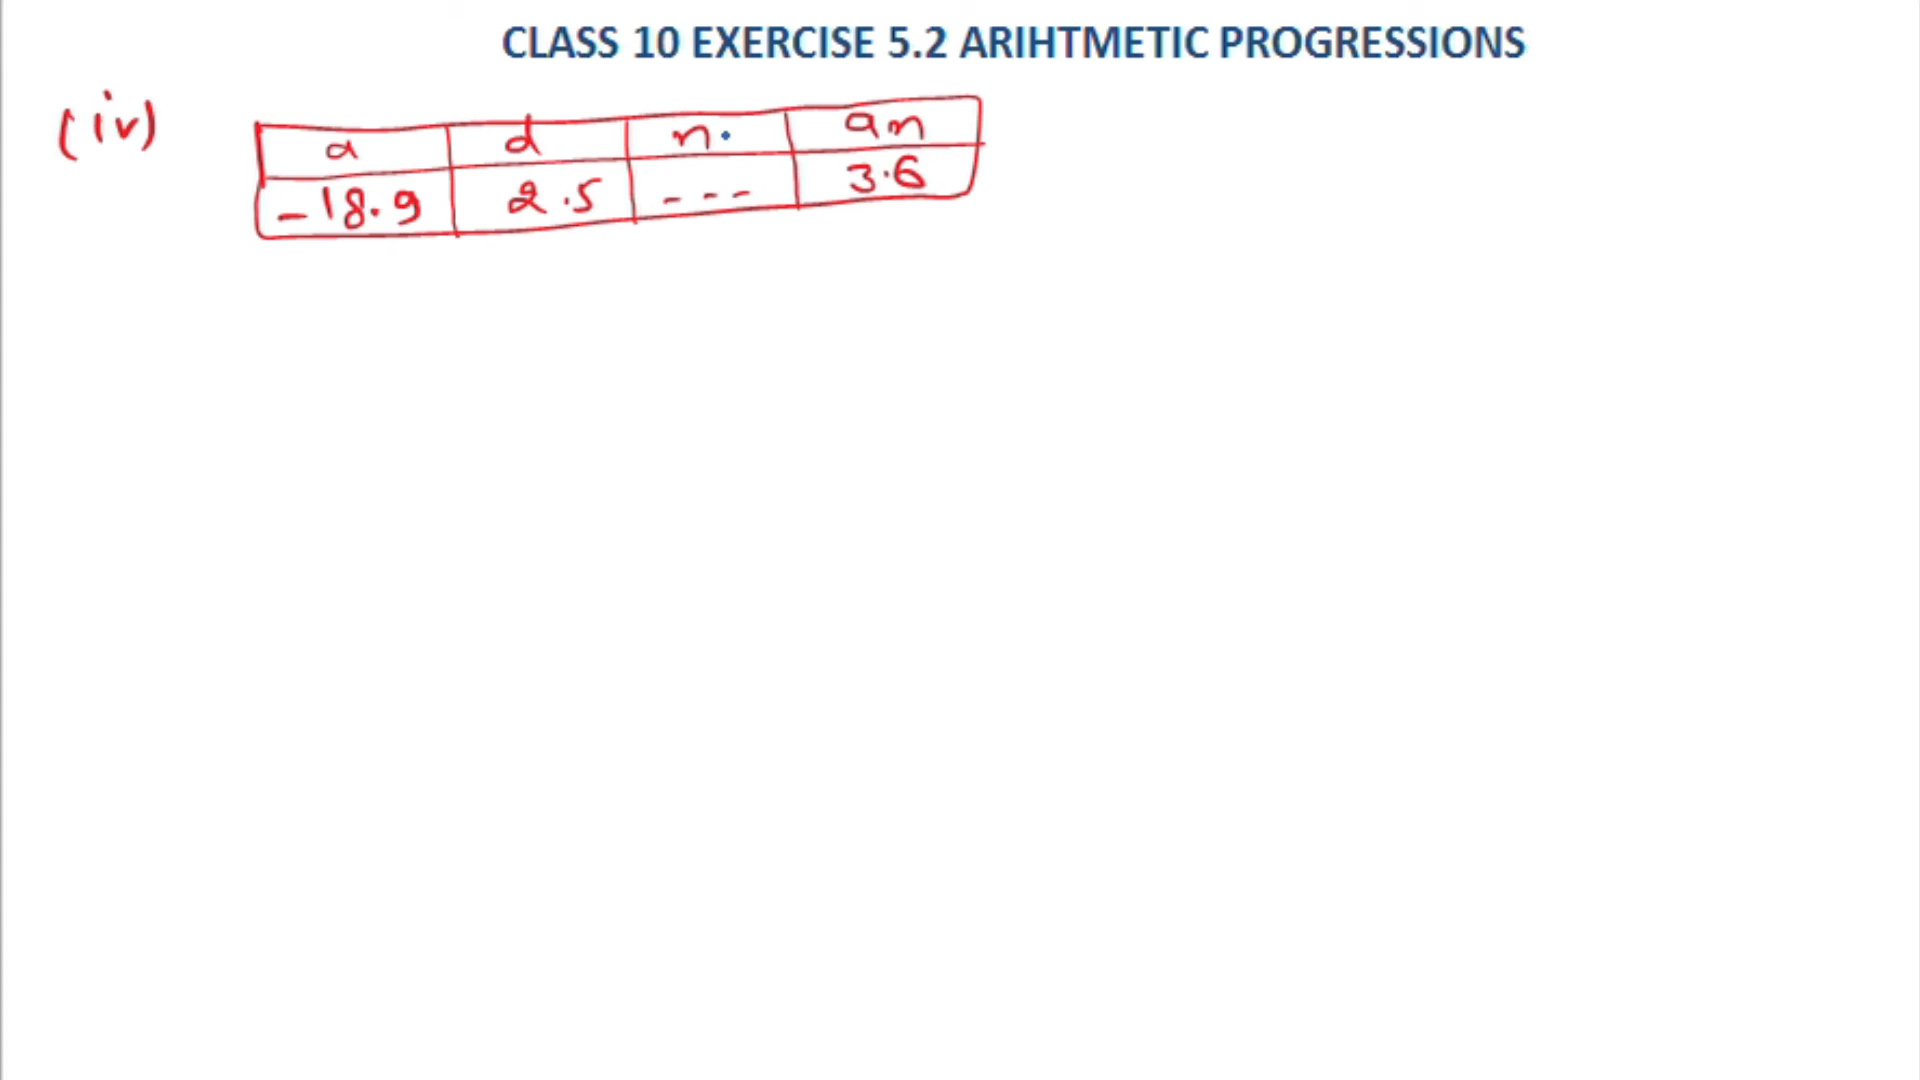 CLASS 10 EXERCISE 5.2 ARIHTMETIC PROGRESSIONS
(iv)
a d n. an
-18.9 2.5 --- 3.6